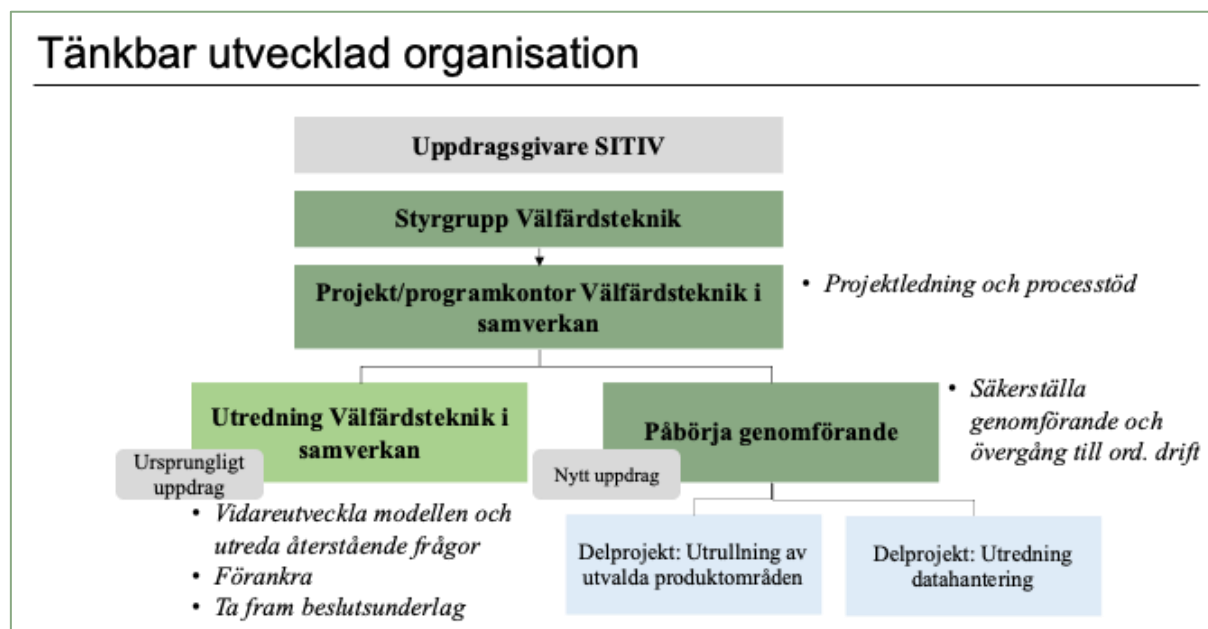 Tänkbar utvecklad organisation
Uppdragsgivare SITIV
Styrgrupp Välfärdsteknik
Projekt/programkontor Välfärdsteknik i
samverkan
• Projektledning och processtöd
Utredning Välfärdsteknik i
samverkan
Ursprungligt
uppdrag
Påbörja genomförande
Nytt uppdrag
• Säkerställa
genomförande och
övergång till ord. drift
• Vidareutveckla modellen och
utreda återstående frågor
• Förankra
• Ta fram beslutsunderlag
Delprojekt: Utrullning av
utvalda produktområden
Delprojekt: Utredning
datahantering